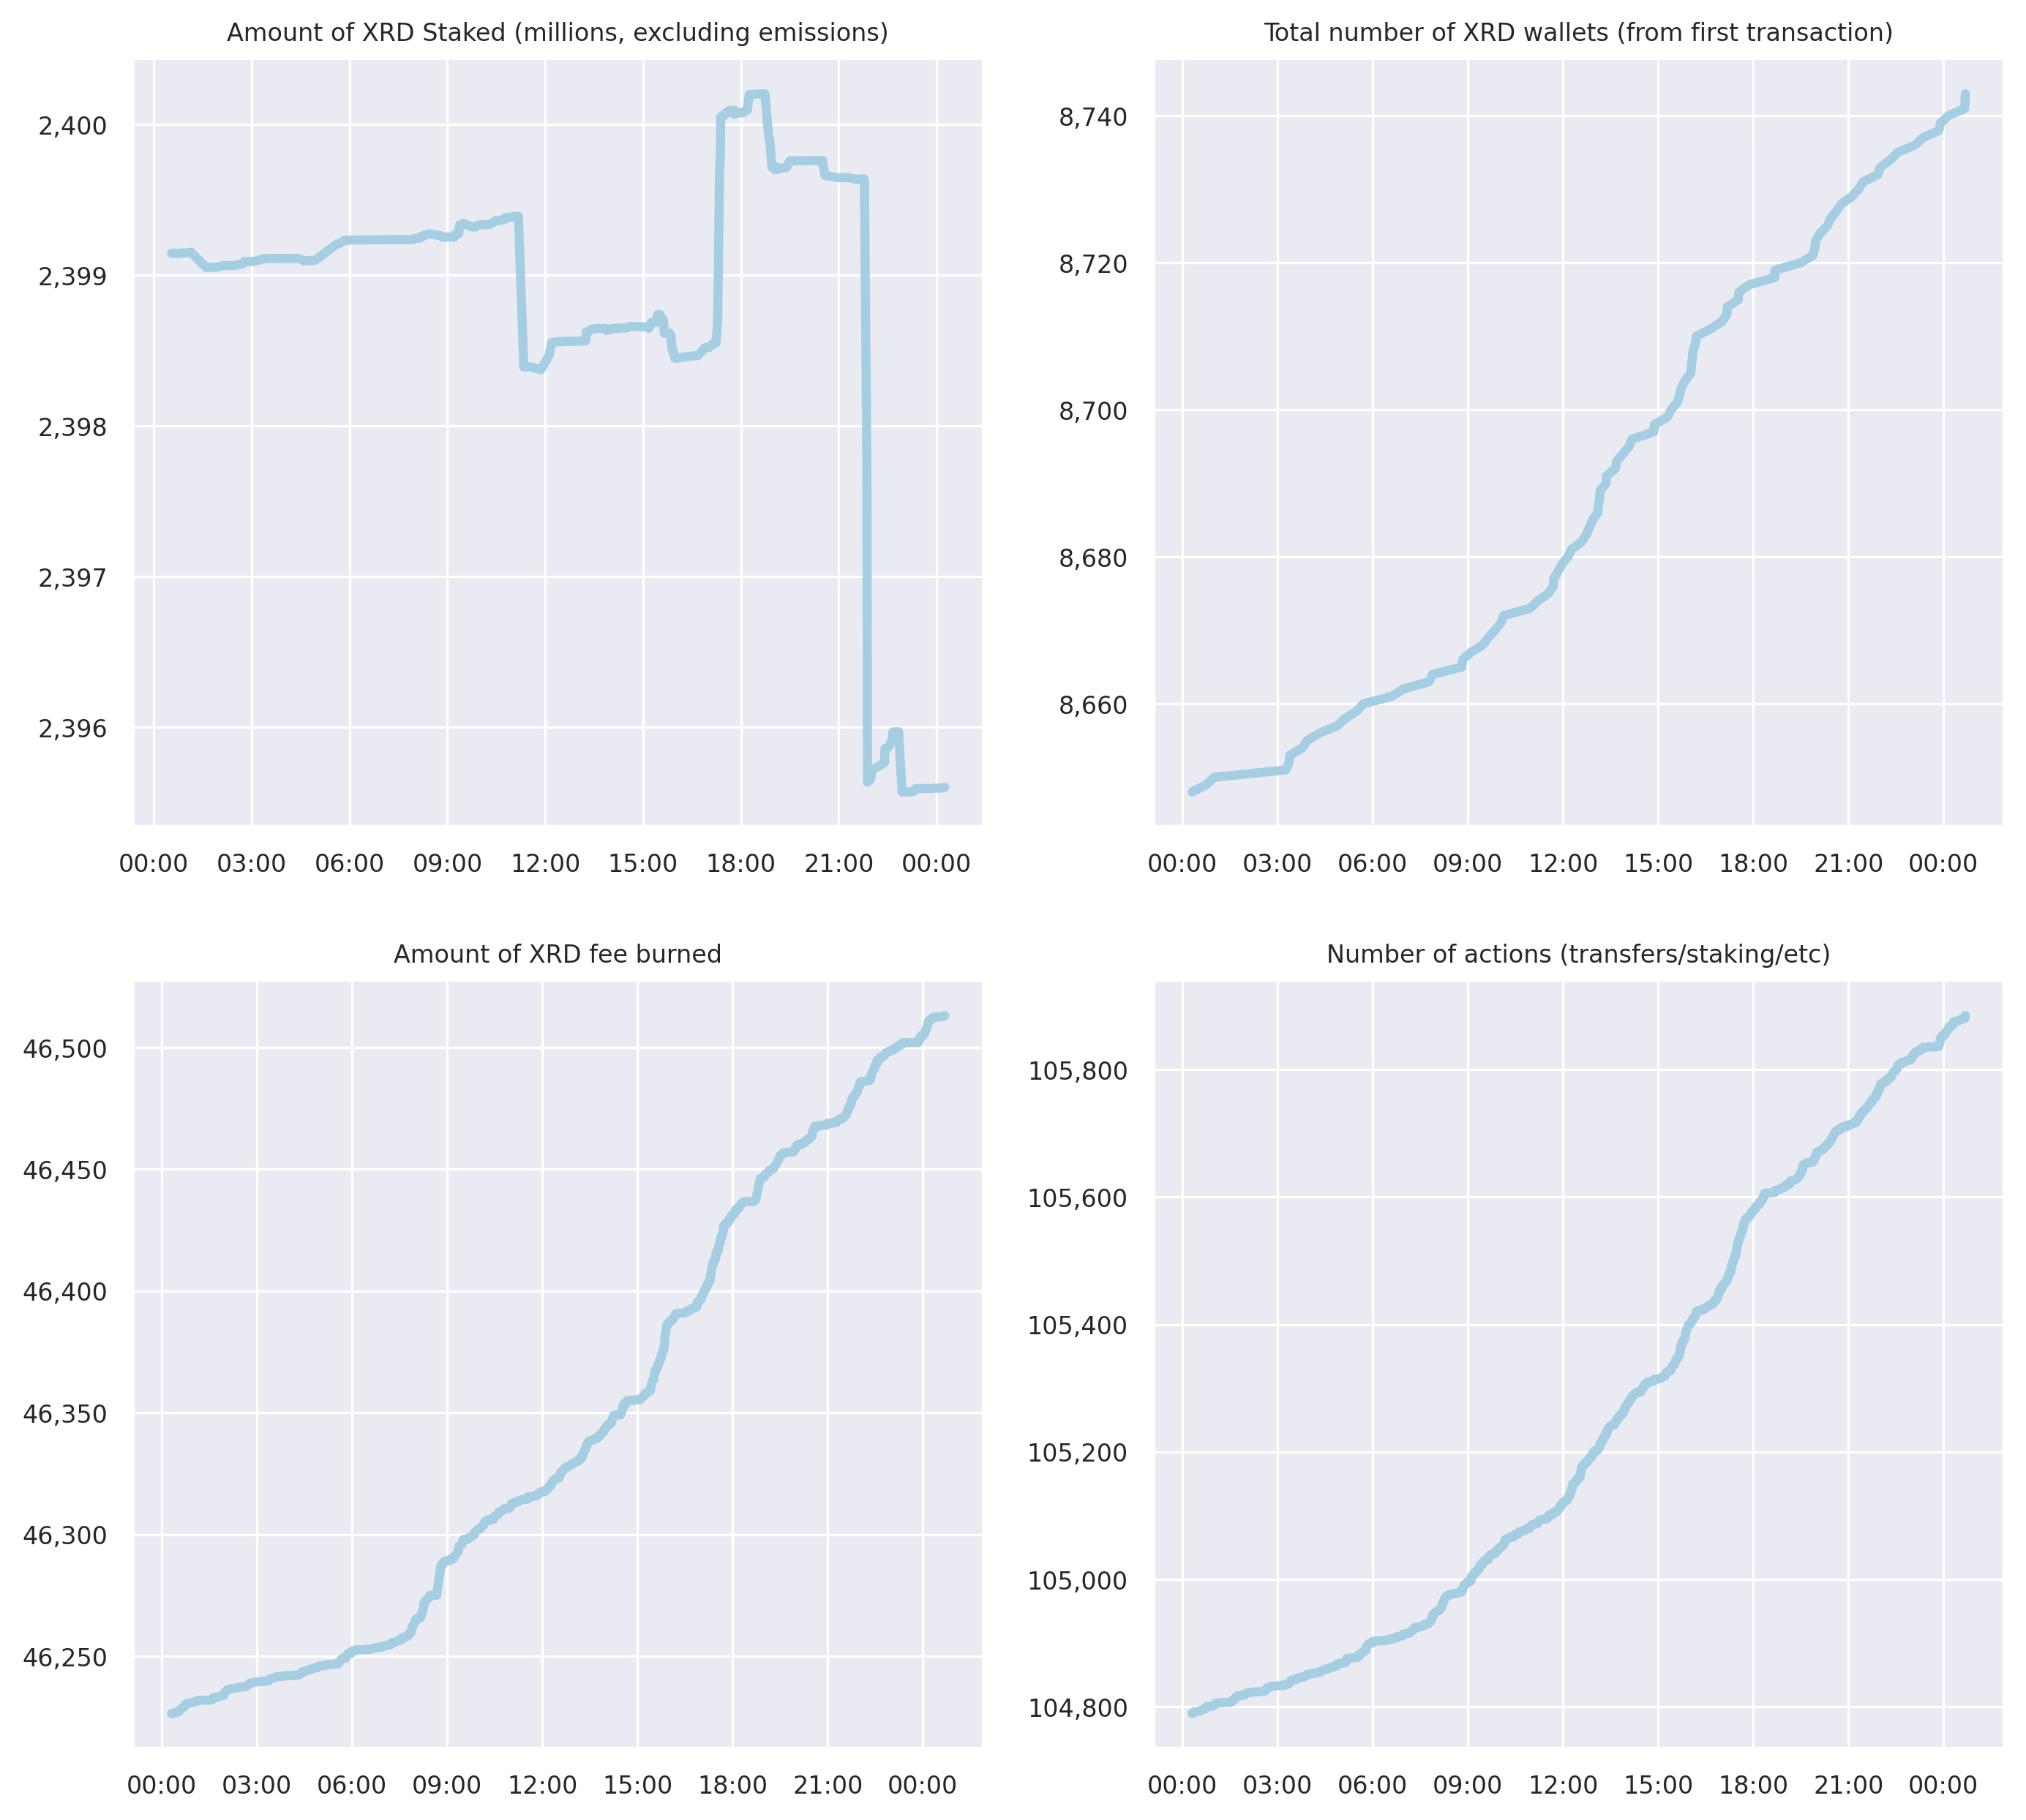 Amount of XRD Staked (millions, excluding emissions)
2,400
2,399
2,398
2,397
2,396
00:00 03:00 06:00 09:00 12:00 15:00 18:00 21:00 00:00
Total number of XRD wallets (from first transaction)
8,740
8,720
8,700
8,680
8,660
00:00 03:00 06:00 09:00 12:00 15:00 18:00 21:00 00:00
Amount of XRD fee burned
46,500
46,450
46,400
46,350
46,300
46,250
00:00 03:00 06:00 09:00 12:00 15:00 18:00 21:00 00:00
Number of actions (transfers/staking/etc)
105,800
105,600
105,400
105,200
105,000
104,800
00:00 03:00 06:00 09:00 12:00 15:00 18:00 21:00 00:00